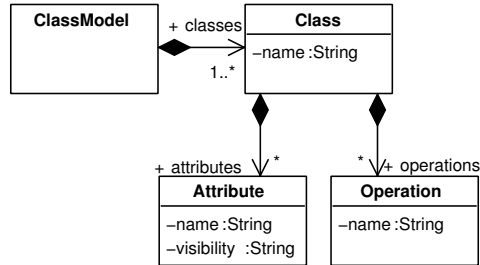 ClassModel
+ classes
1..*
Class
–name :String
+ attributes
*
*
+ operations
Attribute
–name :String
–visibility :String
Operation
–name :String